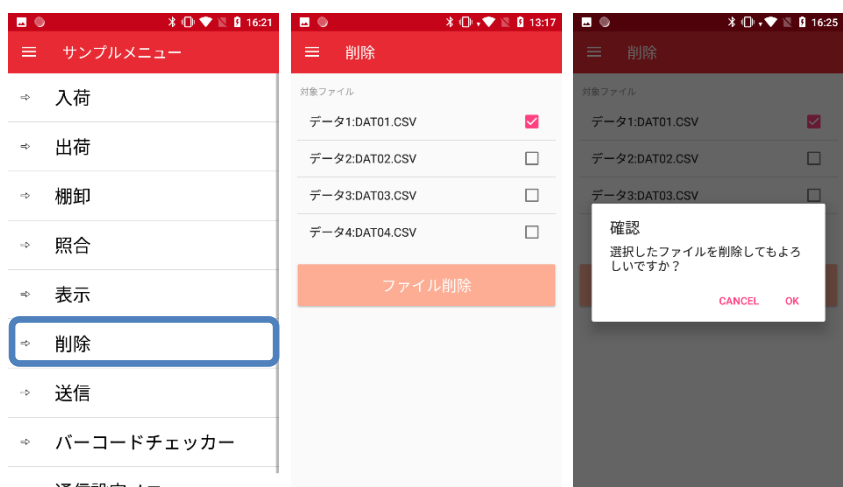 16:21
サンプルメニュー
入荷
出荷
棚卸
照合
表示
削除
送信
バーコードチェッカー
13:17
削除
対象ファイル
データ1:DAT01.CSV
データ2:DAT02.CSV
データ3:DAT03.CSV
データ4:DAT04.CSV
ファイル削除
16:25
削除
対象ファイル
データ1:DAT01.CSV
データ2:DAT02.CSV
データ3:DAT03.CSV
確認
選択したファイルを削除してもよろ
しいですか？
CANCEL OK